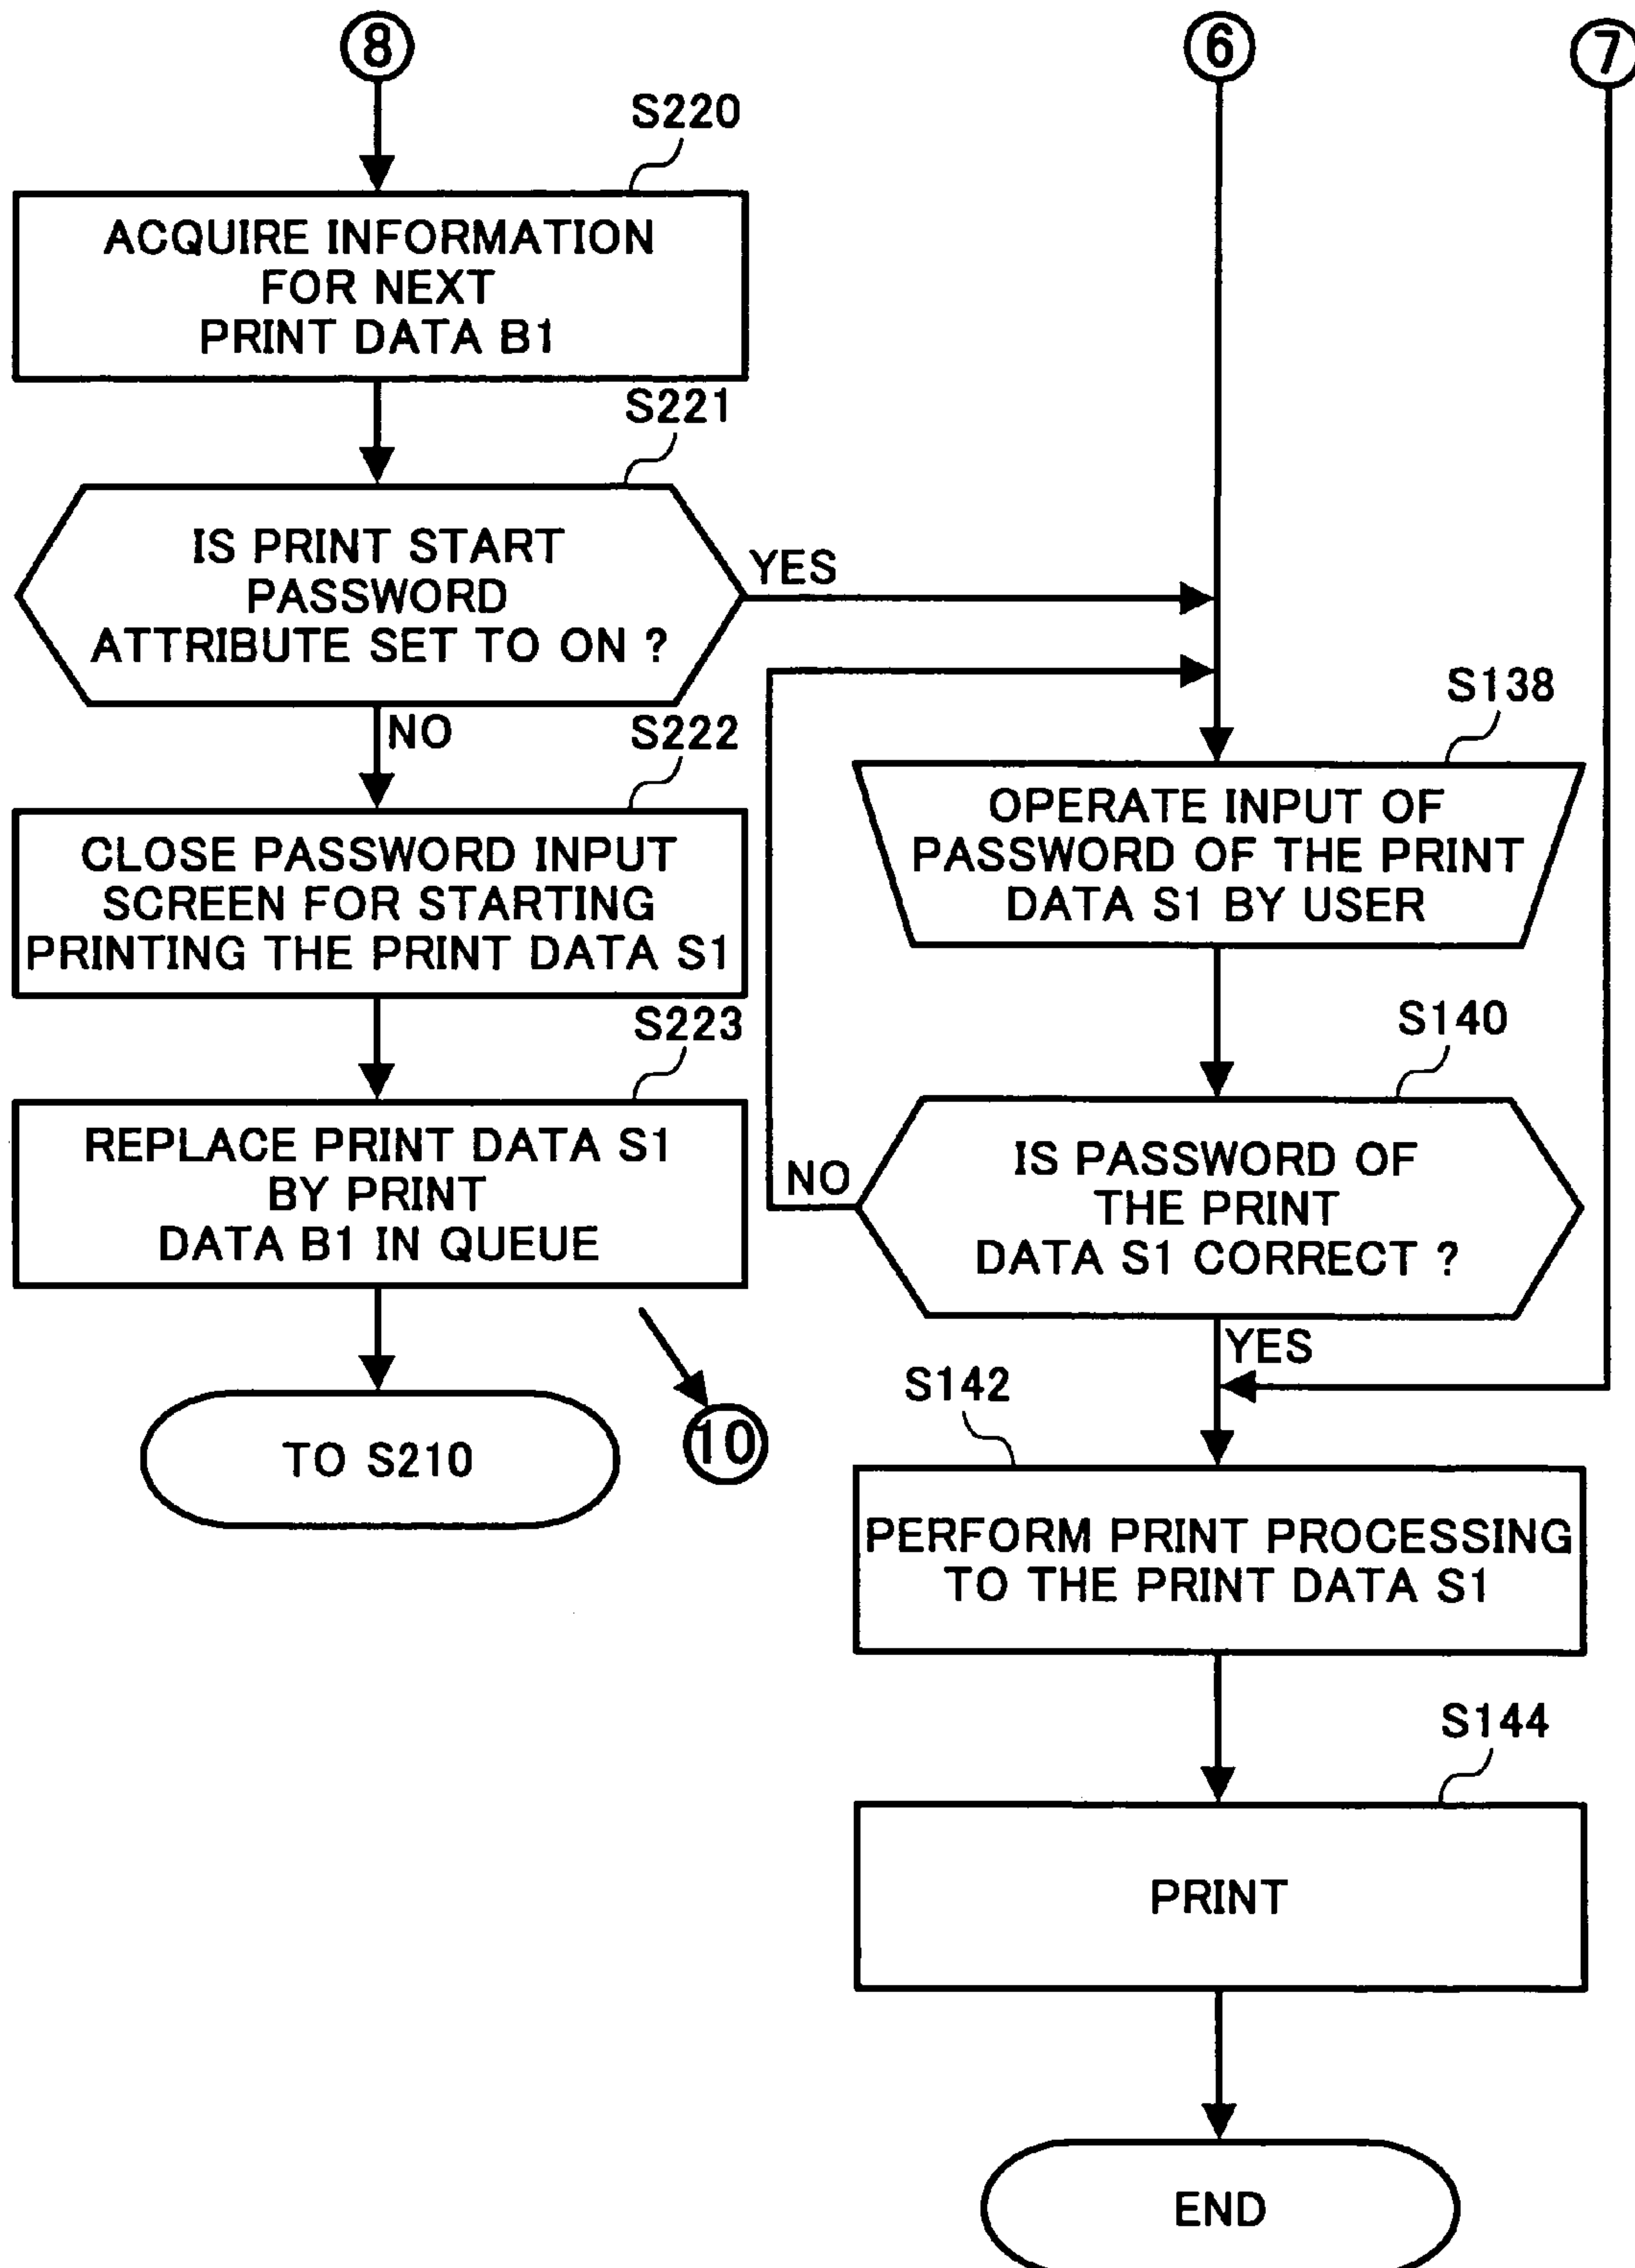 8
6
7
S220
ACQUIRE INFORMATION
FOR NEXT
PRINT DATA B1
S221
IS PRINT START
PASSWORD
ATTRIBUTE SET TO ON ?
YES
NO
S222
CLOSE PASSWORD INPUT
SCREEN FOR STARTING
PRINTING THE PRINT DATA S1
S223
REPLACE PRINT DATA S1
BY PRINT
DATA B1 IN QUEUE
TO S210
10
S138
OPERATE INPUT OF
PASSWORD OF THE PRINT
DATA S1 BY USER
S140
IS PASSWORD OF
THE PRINT
DATA S1 CORRECT ?
NO
YES
S142
PERFORM PRINT PROCESSING
TO THE PRINT DATA S1
S144
PRINT
END